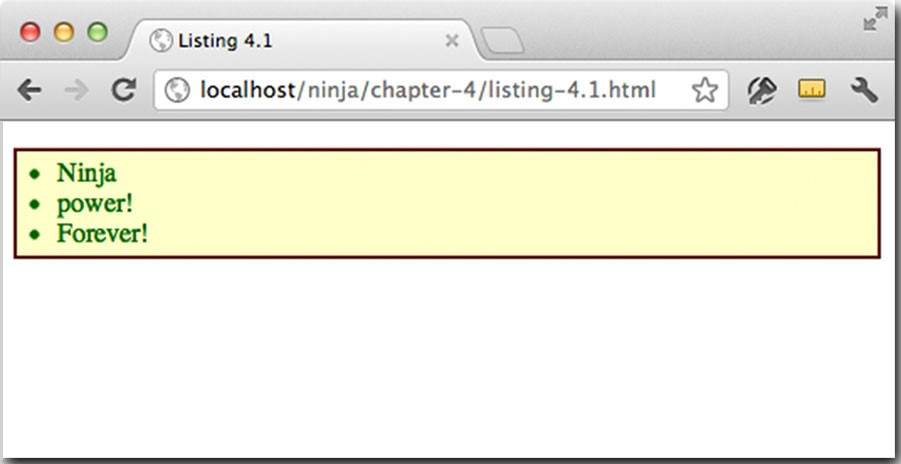 Listing 4.1
localhost/ninja/chapter-4/listing-4.1.html
• Ninja
• power!
• Forever!